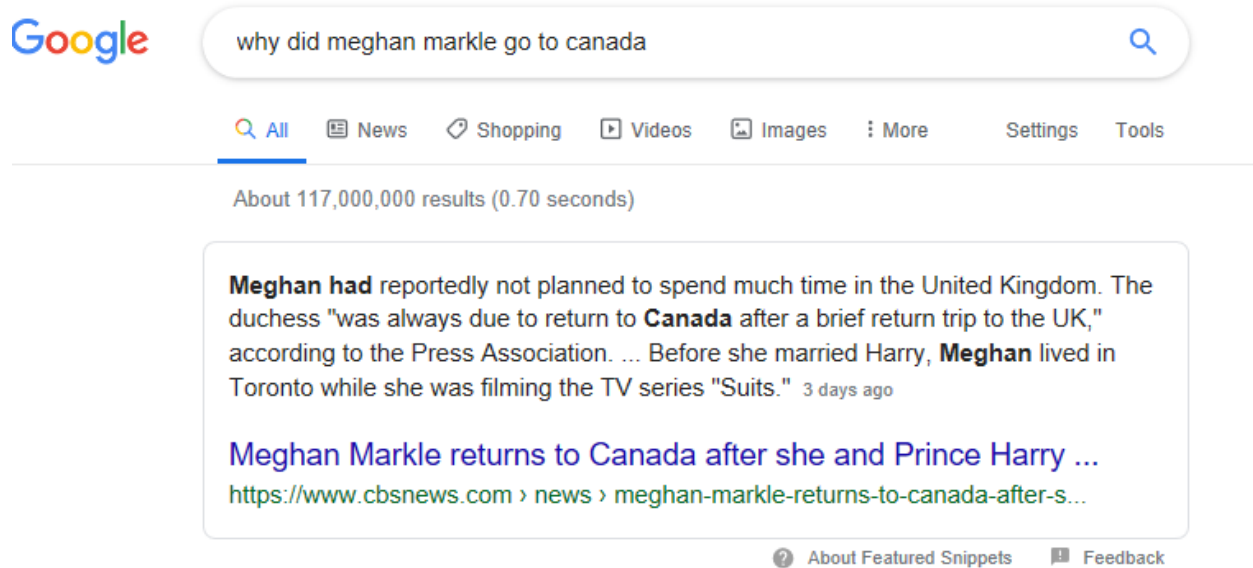 Google
why did meghan markle go to canada
All News Shopping Videos Images More Settings Tools
About 117,000,000 results (0.70 seconds)
Meghan had reportedly not planned to spend much time in the United Kingdom. The
duchess "was always due to return to Canada after a brief return trip to the UK,"
according to the Press Association. ... Before she married Harry, Meghan lived in
Toronto while she was filming the TV series "Suits." 3 days ago
Meghan Markle returns to Canada after she and Prince Harry ...
https://www.cbsnews.com › news › meghan-markle-returns-to-canada-after-s...
About Featured Snippets Feedback